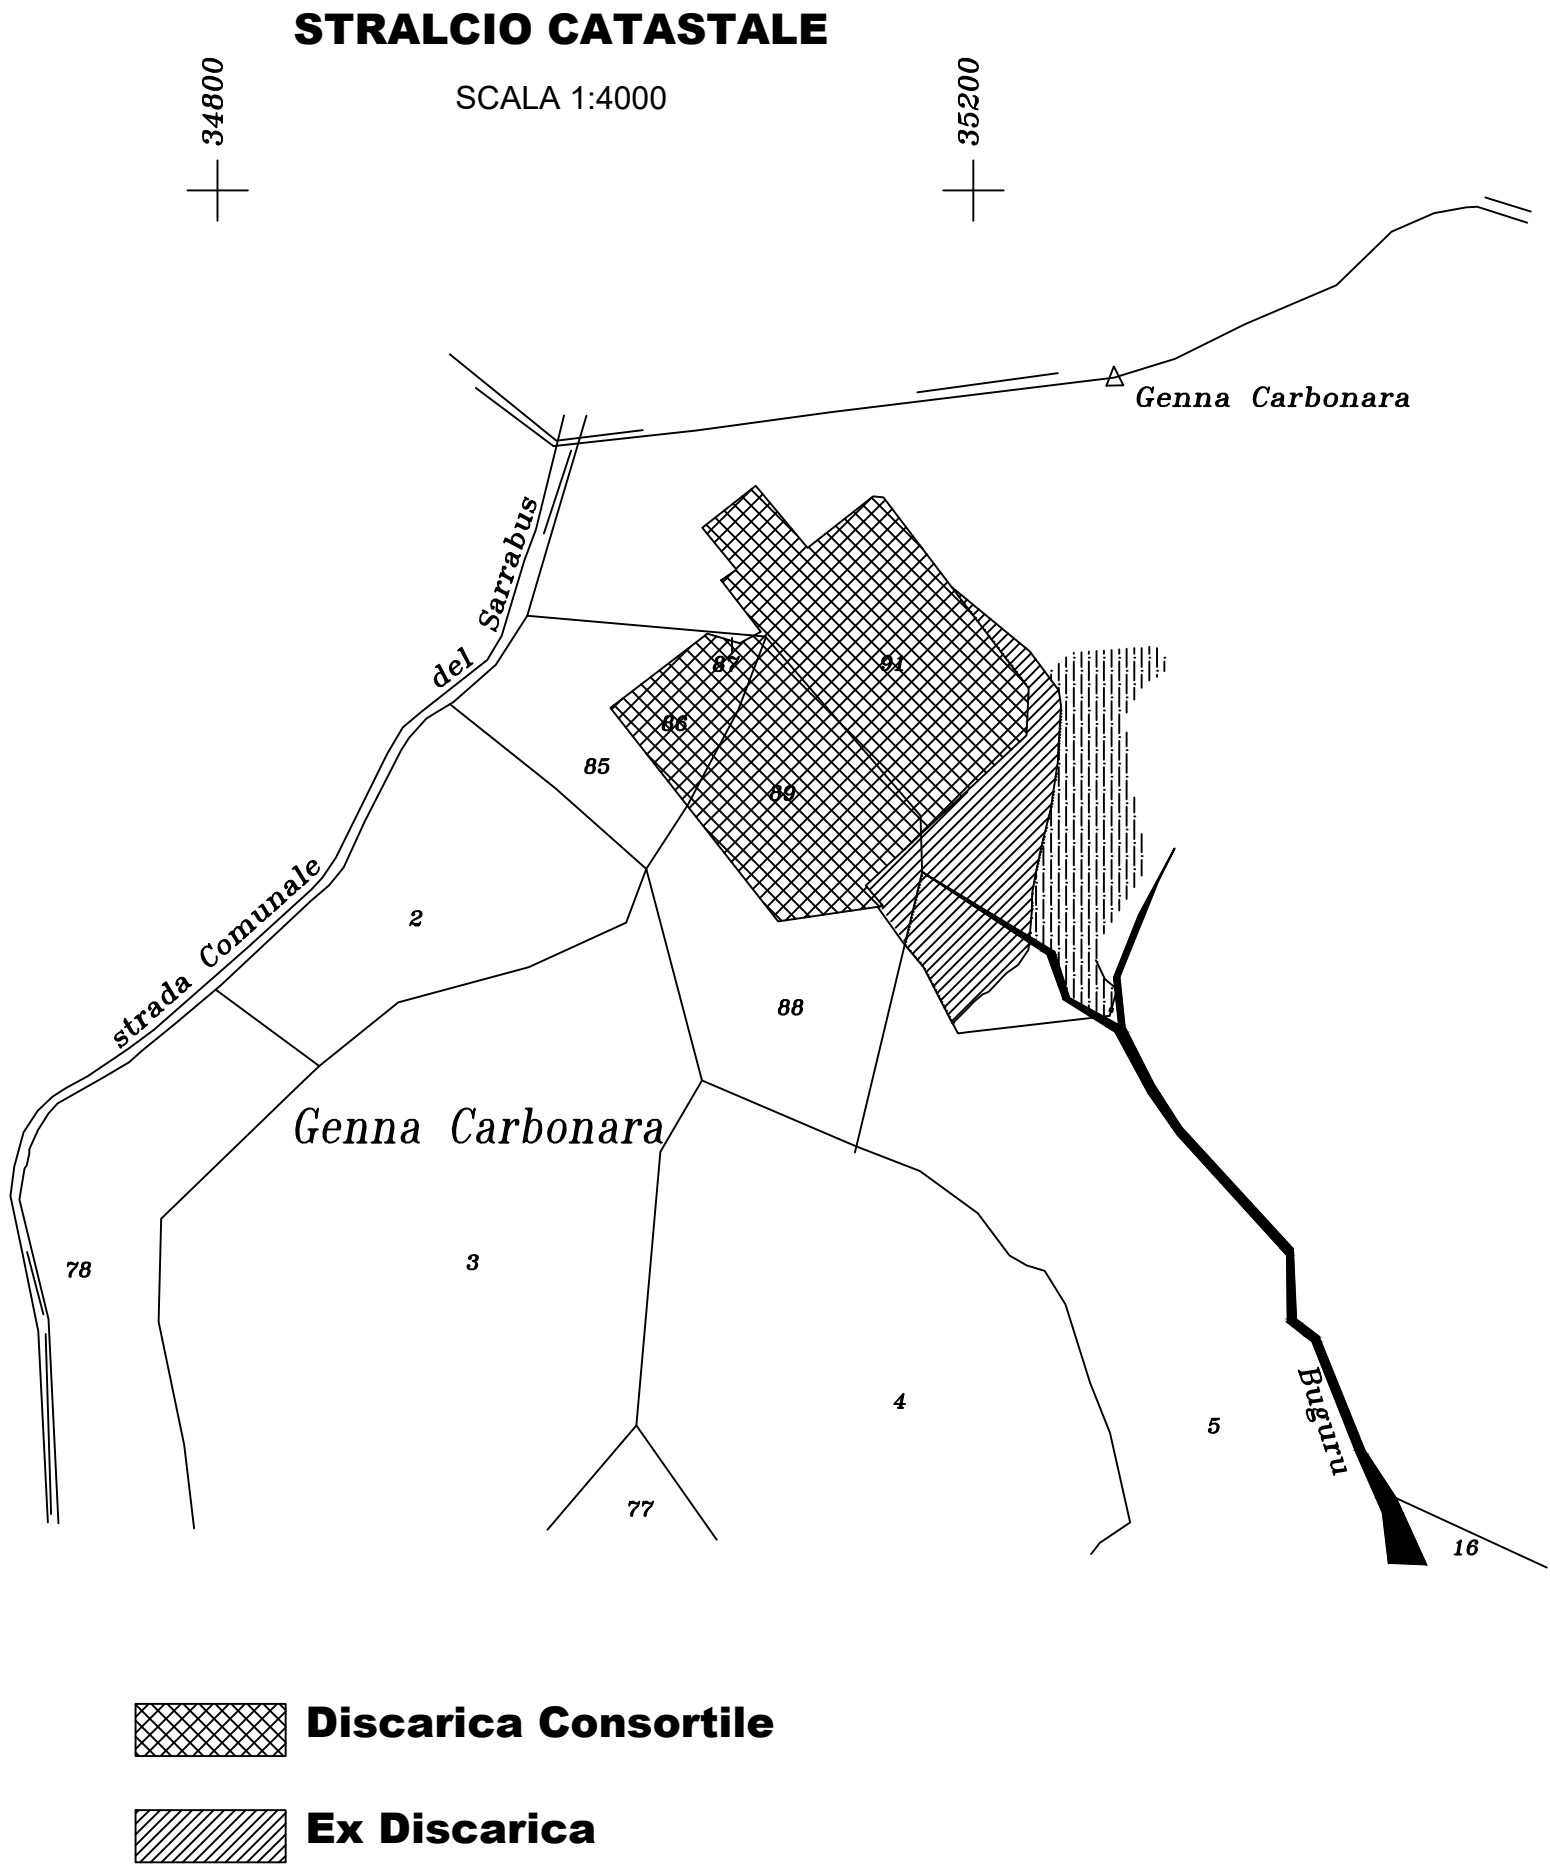 STRALCIO CATASTALE
SCALA 1:4000
34800
35200
Genna Carbonara
strada Comunale del Sarrabus
87
91
86
85
89
2
88
Genna Carbonara
3
78
4
5
Buguru
77
16
Discarica Consortile
Ex Discarica